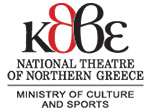 κθβε
NATIONAL THEATRE
OF NORTHERN GREECE
MINISTRY OF CULTURE
AND SPORTS